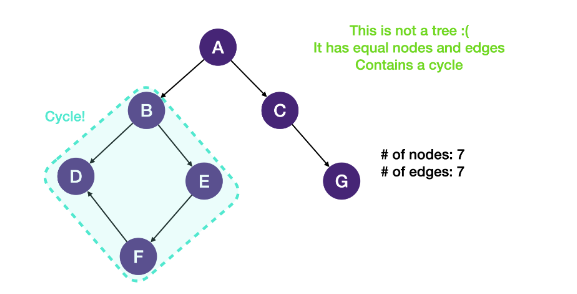 This is not a tree :(
It has equal nodes and edges
Contains a cycle
A
Cycle!
B
C
# of nodes: 7
# of edges: 7
D
E
G
F